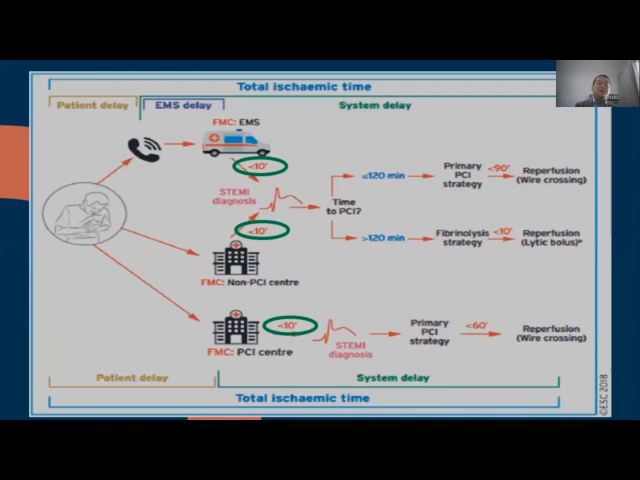 Total ischaemic time
Patient delay
EMS delay
System delay
FMC: EMS
<10'
STEMI
diagnosis
<10'
FMC: Non-PCI centre
Time
to PCI?
≤120 min
Primary
PCI
strategy
<90'
Reperfusion
(Wire crossing)
>120 min
Fibrinolysis
strategy
<10'
Reperfusion
(Lytic bolus)*
FMC: PCI centre
<10'
STEMI
diagnosis
Primary
PCI
strategy
<60'
Reperfusion
(Wire crossing)
Patient delay
System delay
Total ischaemic time
©ESC 2018